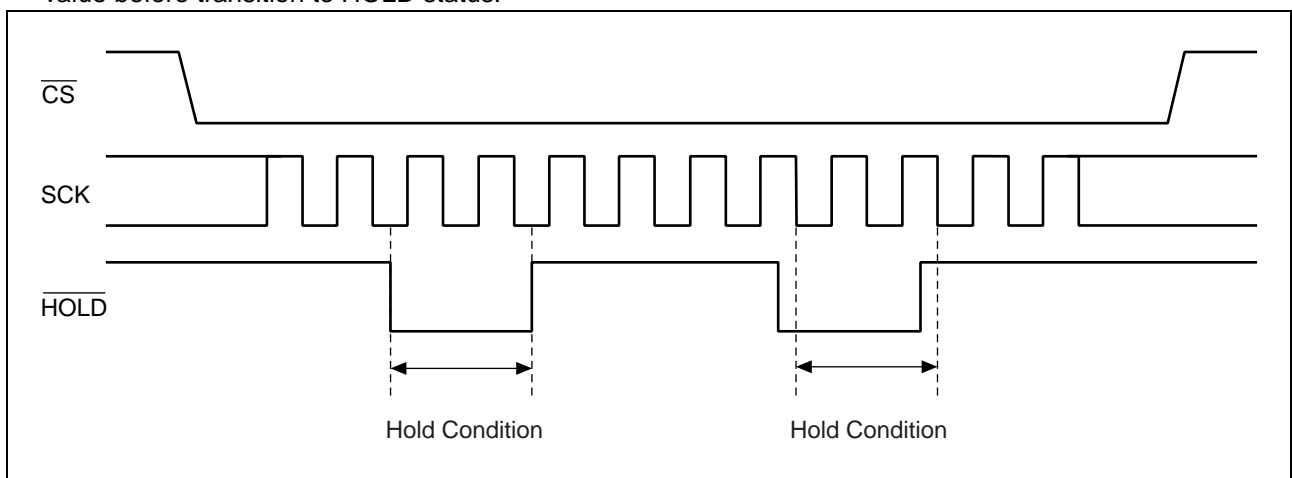 value before transition to HOLD status.
CS
SCK
HOLD
Hold Condition Hold Condition